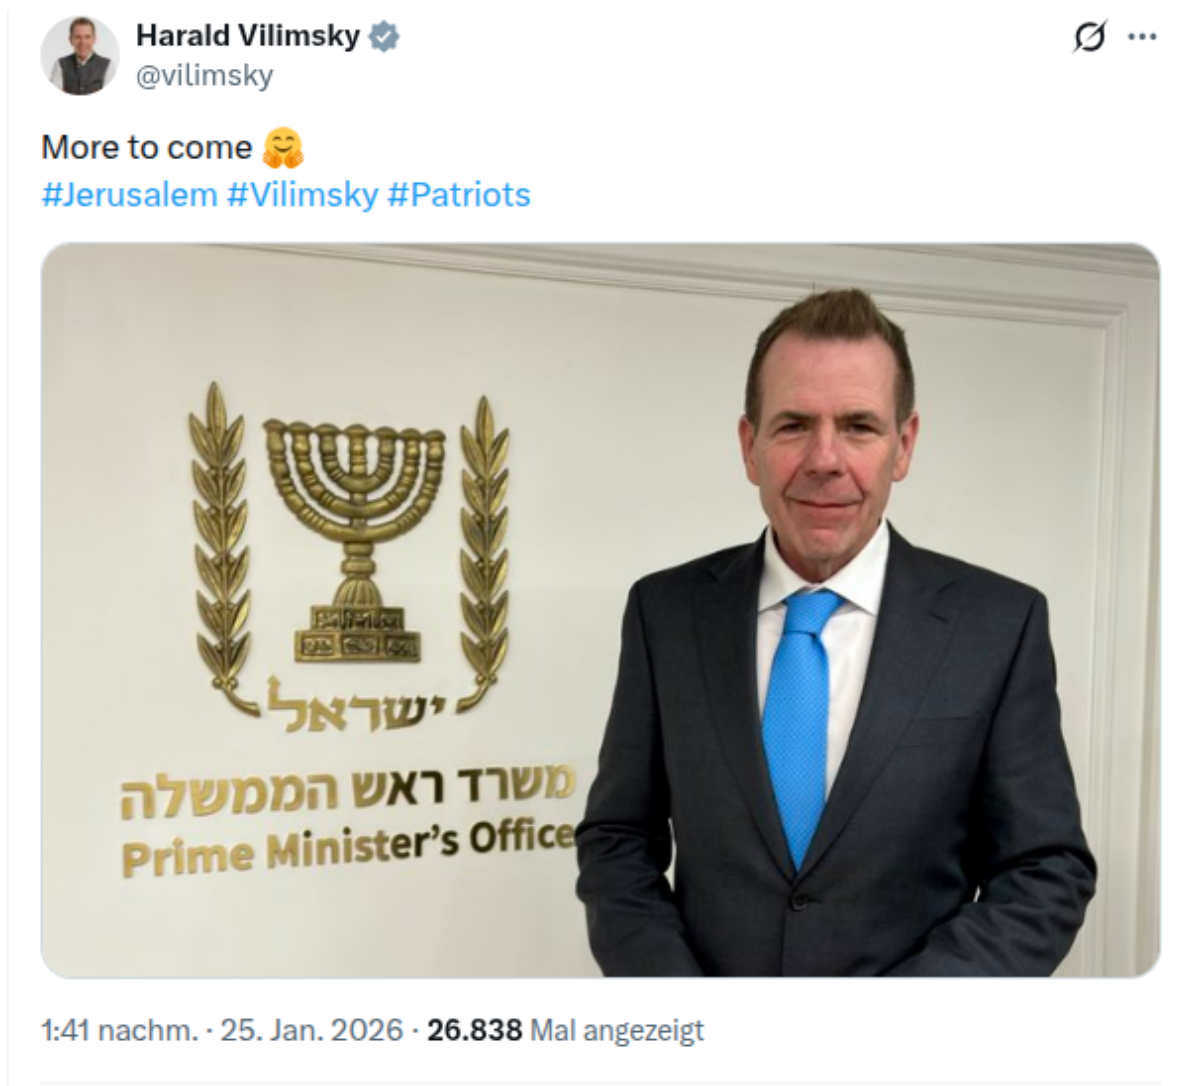 Harald Vilimsky
@vilimsky
More to come 🤗
#Jerusalem #Vilimsky #Patriots
ישראל
משרד ראש הממשלה
Prime Minister's Office
1:41 nachm. · 25. Jan. 2026 · 26.838 Mal angezeigt